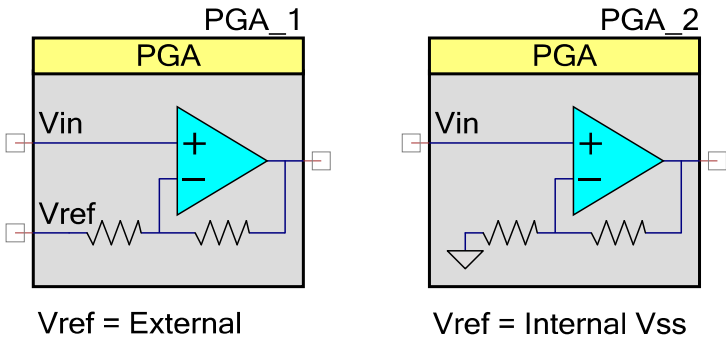 PGA_1
PGA
Vin
+
−
Vref
Vref = External
PGA_2
PGA
Vin
+
−
Vref = Internal Vss